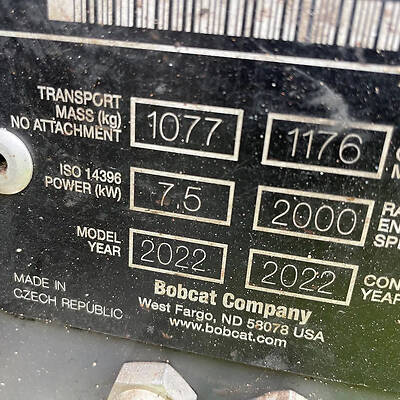 TRANSPORT
MASS (kg)
NO ATTACHMENT
1077
1176
ISO 14396
POWER (kW)
7.5
2000
MODEL
YEAR
2022
2022
MADE IN
CZECH REPUBLIC
Bobcat Company
West Fargo, ND 58078 USA
www.bobcat.com